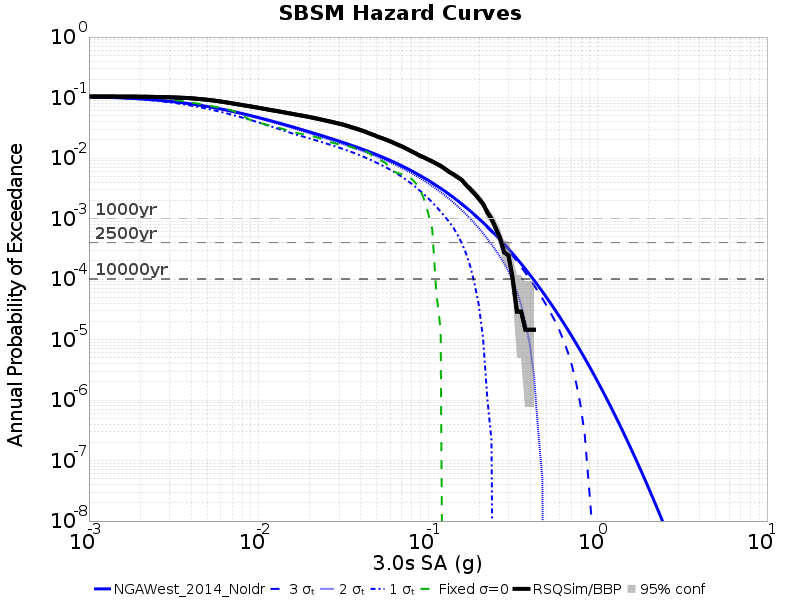 SBSM Hazard Curves
Annual Probability of Exceedance
10^0
10^-1
10^-2
10^-3
10^-4
10^-5
10^-6
10^-7
10^-8
1000yr
2500yr
10000yr
10^-3 10^-2 10^-1 10^0 10^1
3.0s SA (g)
NGAWest_2014_NoIdr 3 σₜ 2 σₜ 1 σₜ Fixed σ=0 RSQSim/BBP 95% conf